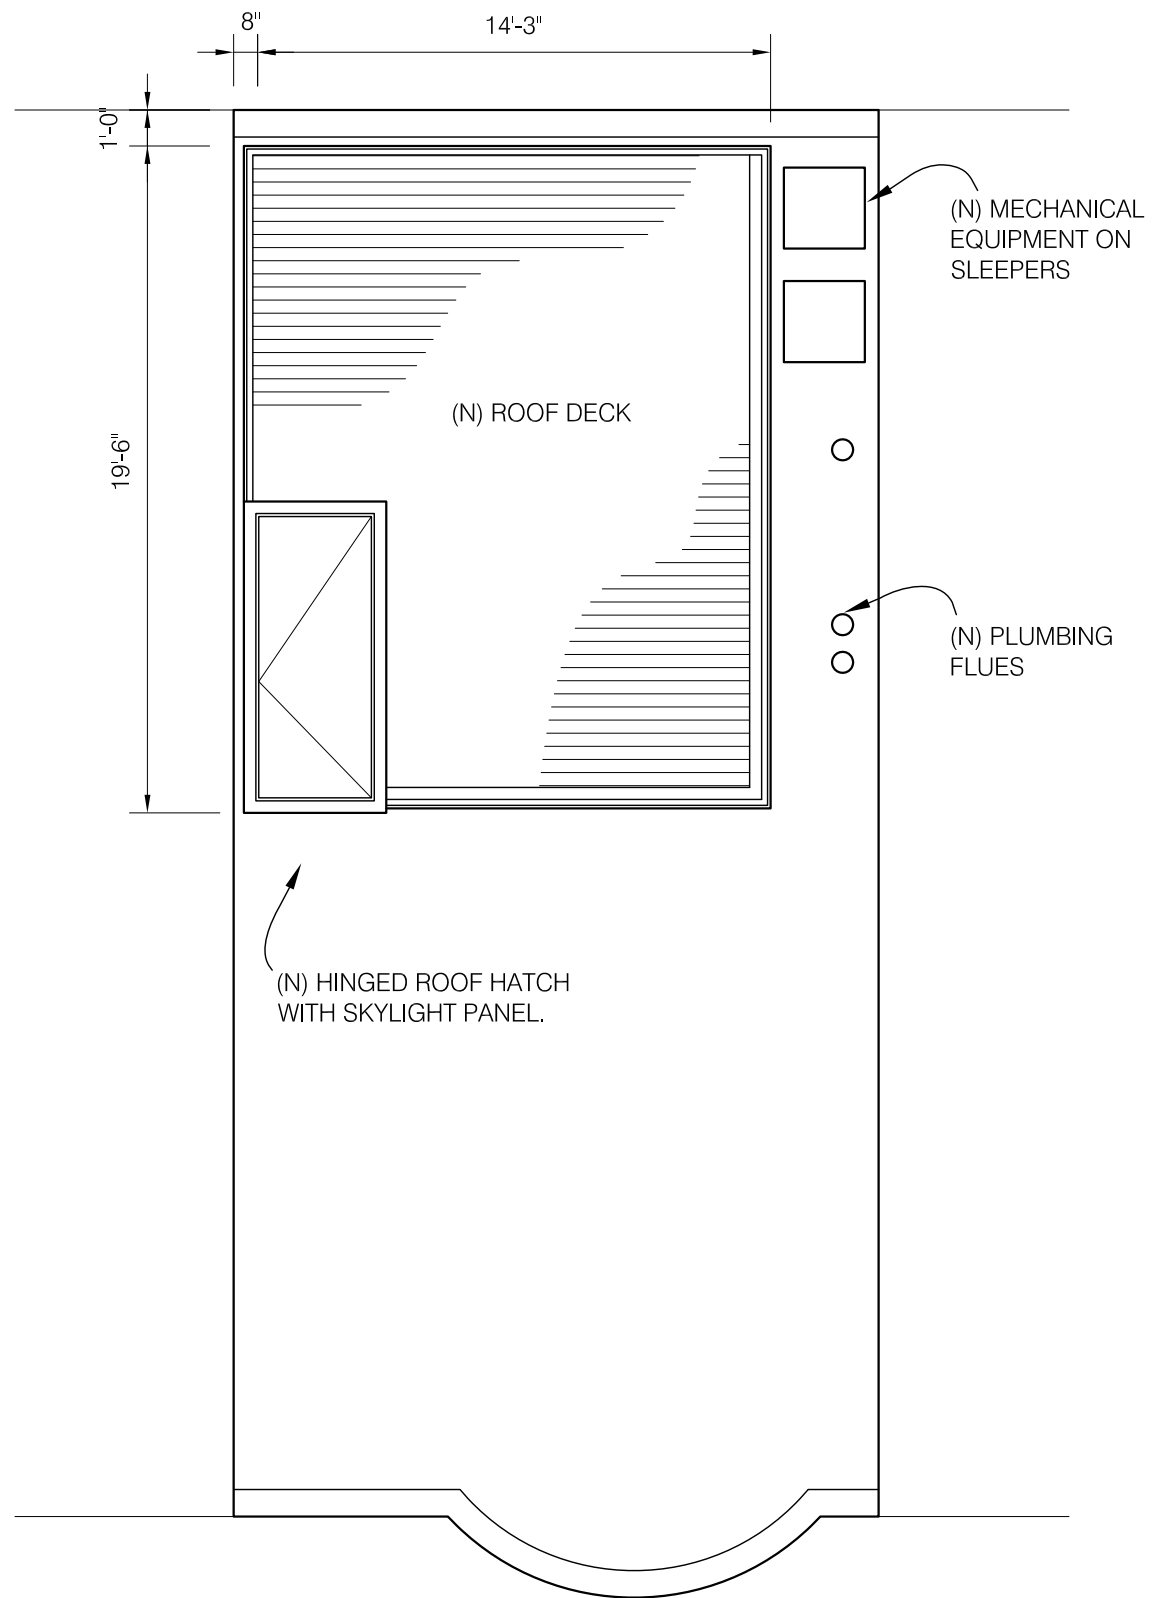 8"
14'-3"
1'-0"
(N) MECHANICAL
EQUIPMENT ON
SLEEPERS
(N) ROOF DECK
19'-6"
(N) PLUMBING
FLUES
(N) HINGED ROOF HATCH
WITH SKYLIGHT PANEL.